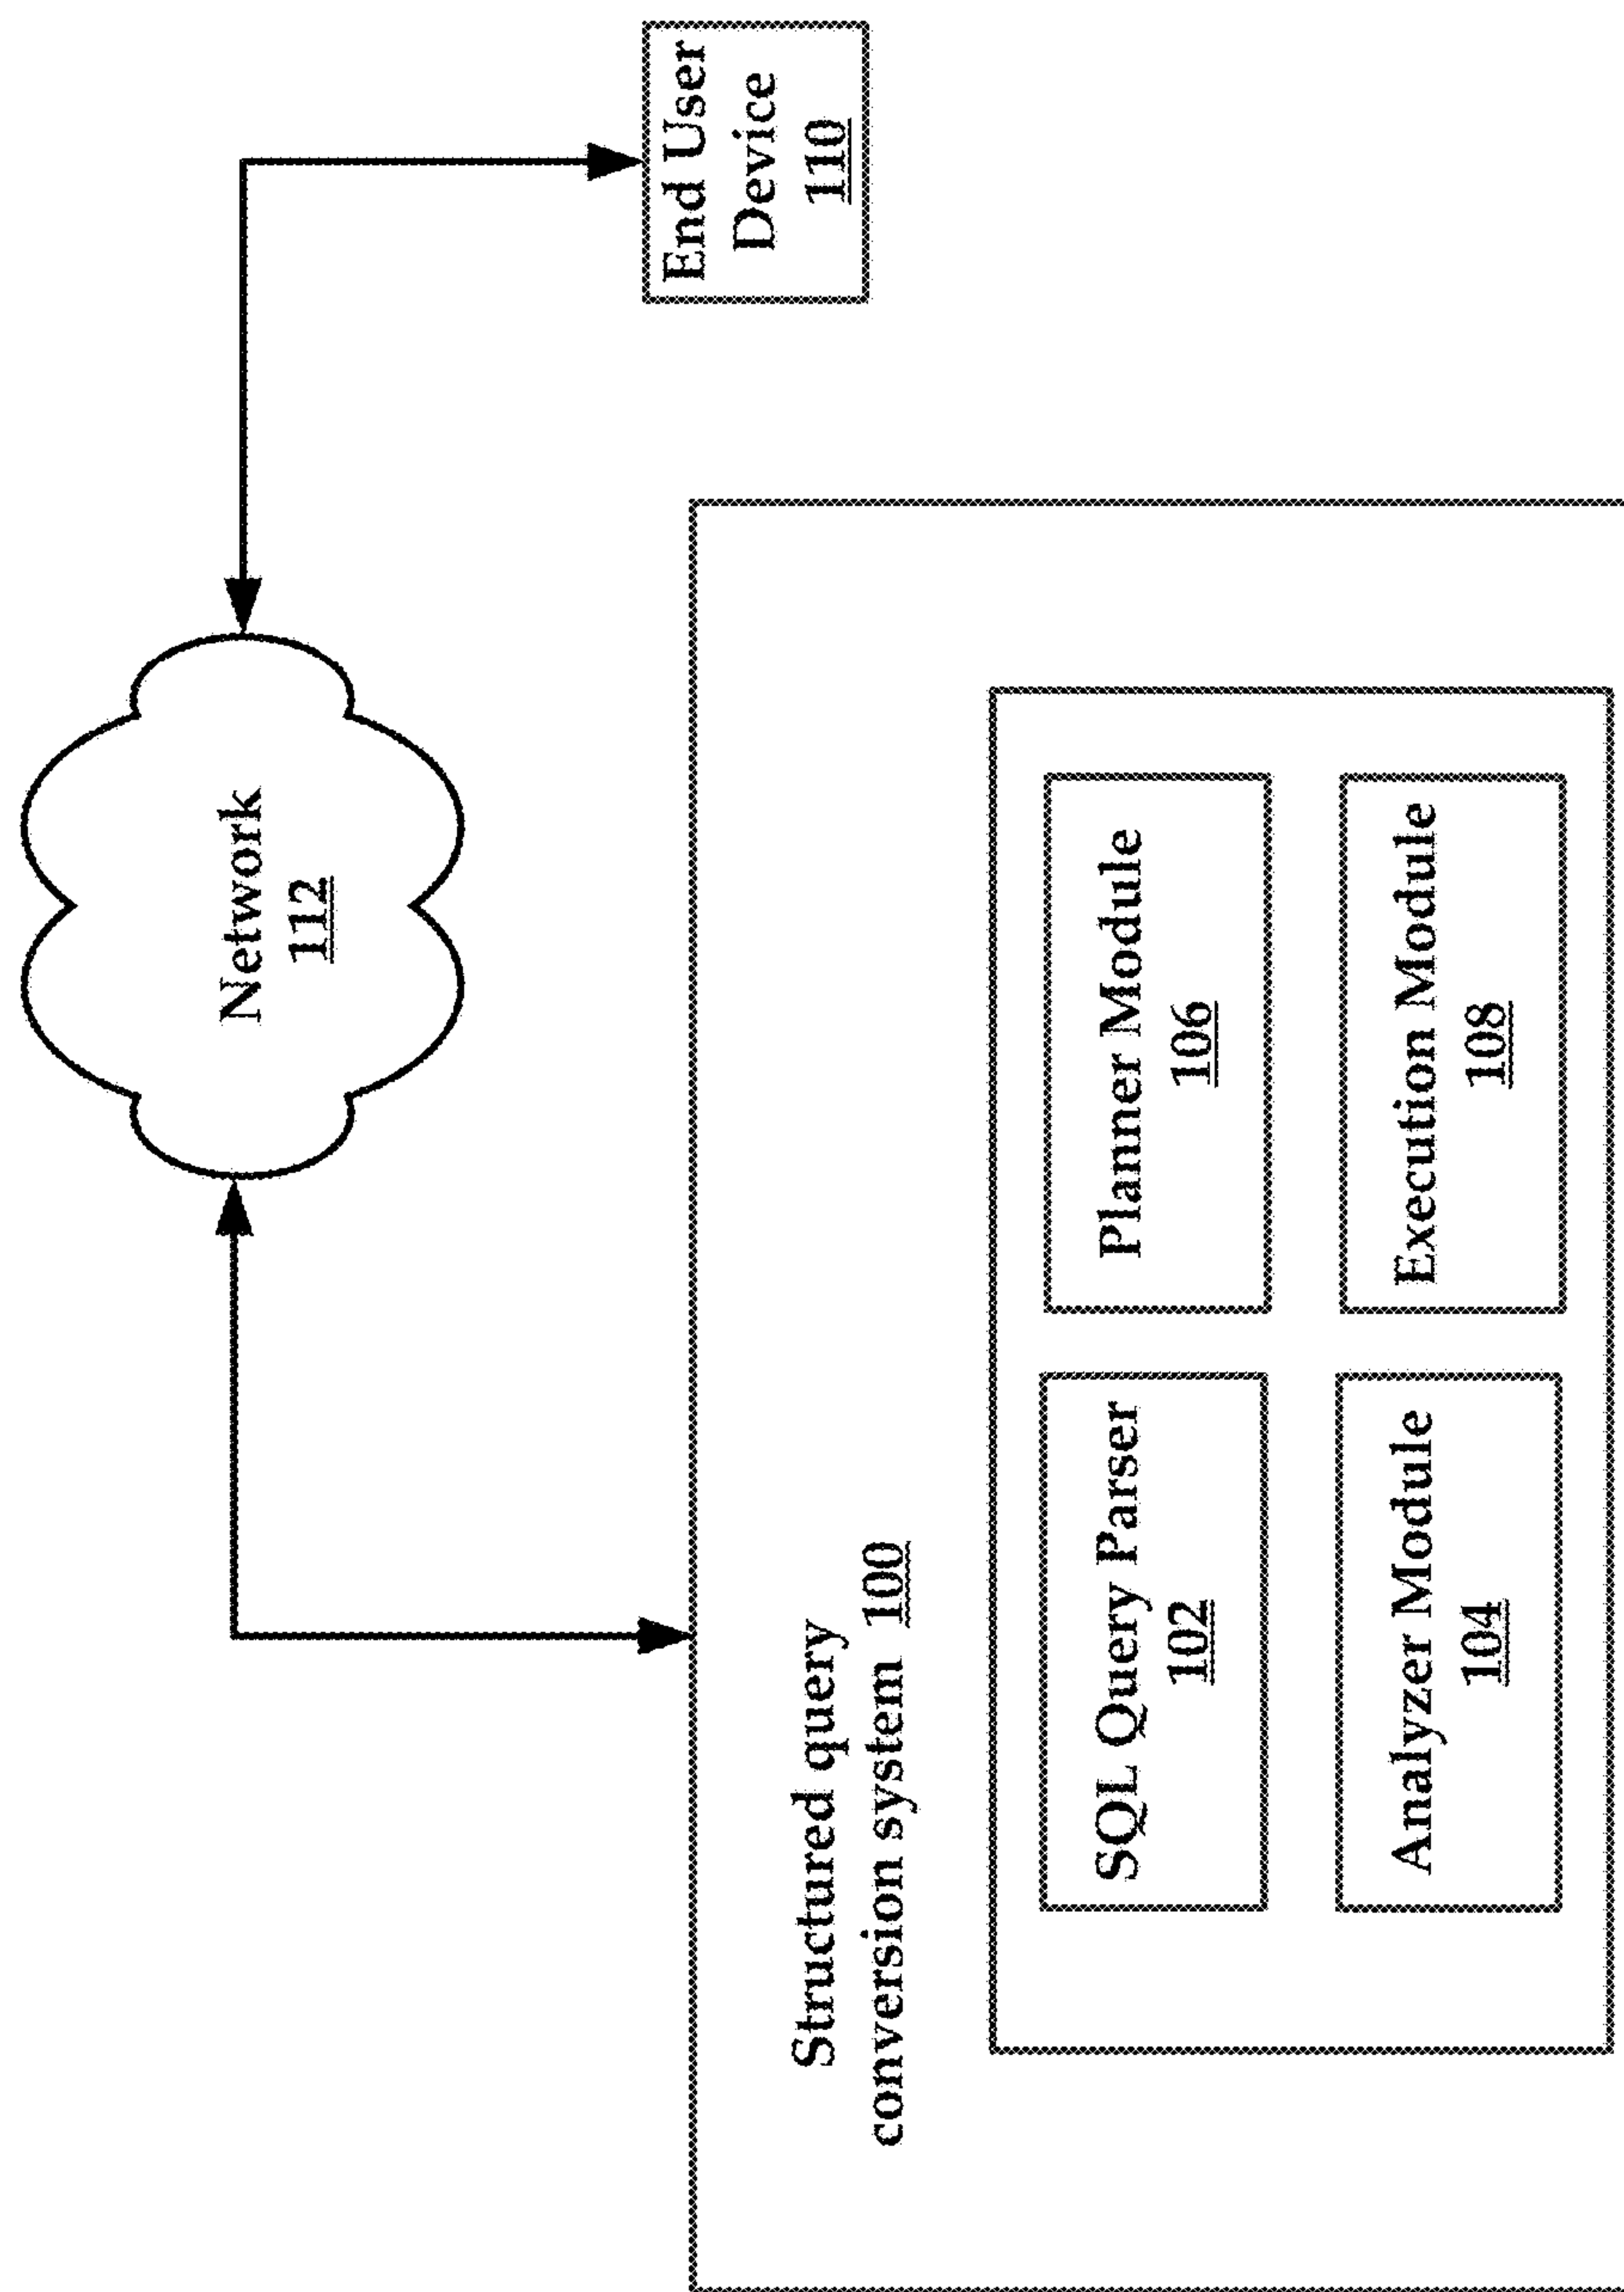 Network
112
End User
Device
110
Structured query
conversion system 100
SQL Query Parser
102
Planner Module
106
Analyzer Module
104
Execution Module
108